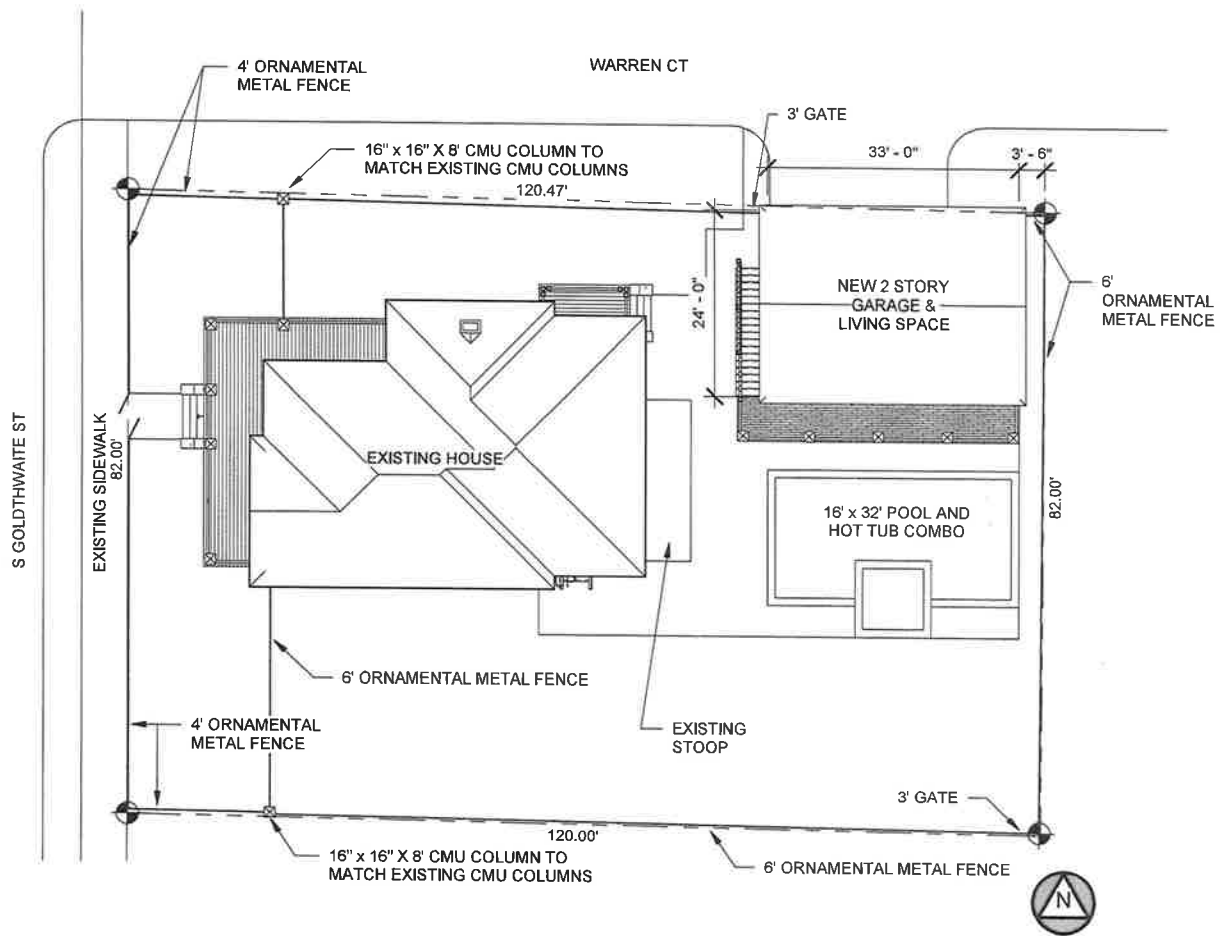 4' ORNAMENTAL
METAL FENCE
WARREN CT
3' GATE
16" x 16" X 8' CMU COLUMN TO
MATCH EXISTING CMU COLUMNS
33' - 0"
3' - 6"
120.47'
24' - 0"
NEW 2 STORY
GARAGE &
LIVING SPACE
6'
ORNAMENTAL
METAL FENCE
S GOLDTHWAITE ST
EXISTING SIDEWALK
82.00'
EXISTING HOUSE
16' x 32' POOL AND
HOT TUB COMBO
82.00'
6' ORNAMENTAL METAL FENCE
4' ORNAMENTAL
METAL FENCE
EXISTING
STOOP
3' GATE
120.00'
16" x 16" X 8' CMU COLUMN TO
MATCH EXISTING CMU COLUMNS
6' ORNAMENTAL METAL FENCE
N